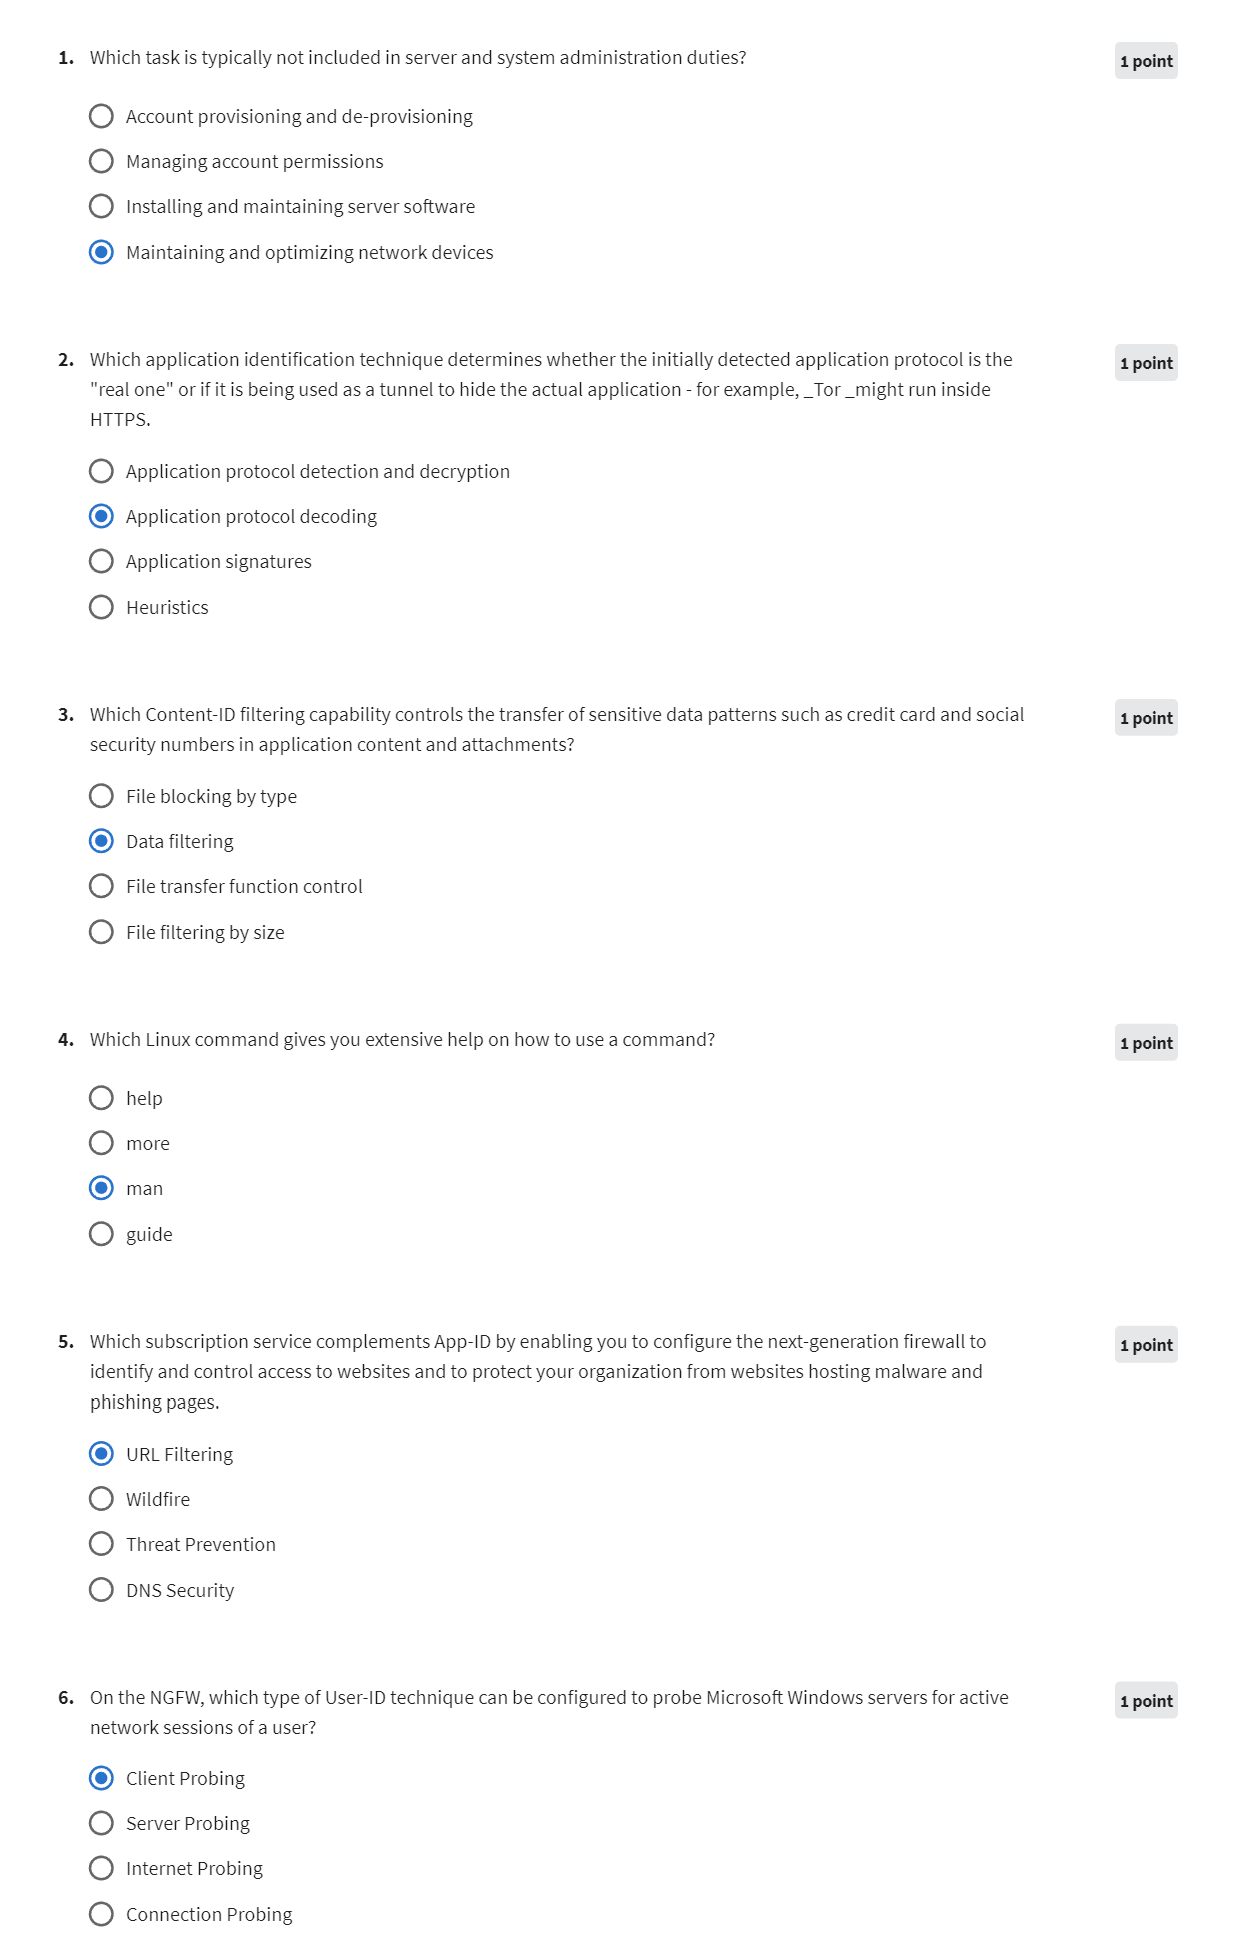 1. Which task is typically not included in server and system administration duties?
1 point
Account provisioning and de-provisioning
Managing account permissions
Installing and maintaining server software
Maintaining and optimizing network devices
2. Which application identification technique determines whether the initially detected application protocol is the
1 point
"real one" or if it is being used as a tunnel to hide the actual application - for example, _Tor _might run inside
HTTPS.
Application protocol detection and decryption
Application protocol decoding
Application signatures
Heuristics
3. Which Content-ID filtering capability controls the transfer of sensitive data patterns such as credit card and social
1 point
security numbers in application content and attachments?
File blocking by type
Data filtering
File transfer function control
File filtering by size
4. Which Linux command gives you extensive help on how to use a command?
1 point
help
more
man
guide
5. Which subscription service complements App-ID by enabling you to configure the next-generation firewall to
1 point
identify and control access to websites and to protect your organization from websites hosting malware and
phishing pages.
URL Filtering
Wildfire
Threat Prevention
DNS Security
6. On the NGFW, which type of User-ID technique can be configured to probe Microsoft Windows servers for active
1 point
network sessions of a user?
Client Probing
Server Probing
Internet Probing
Connection Probing